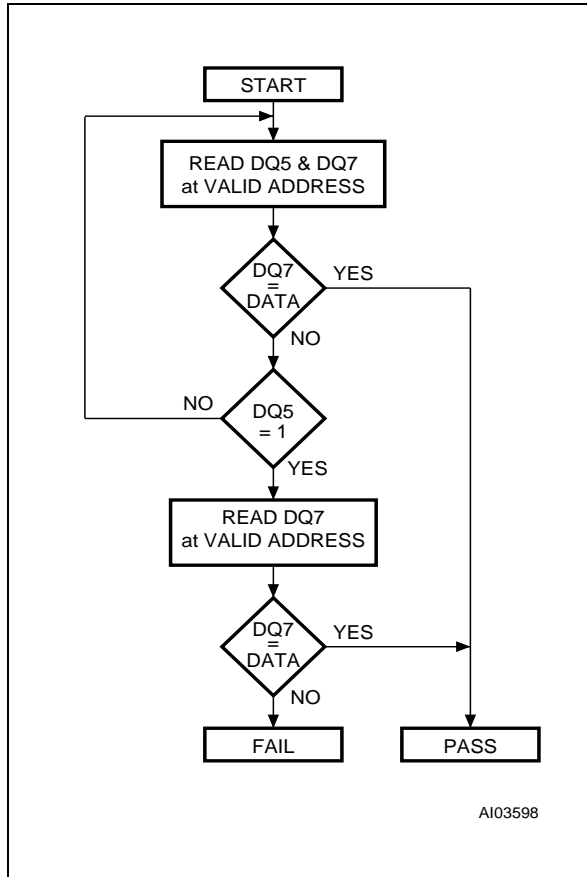 START
READ DQ5 & DQ7
at VALID ADDRESS
DQ7
=
DATA
YES
NO
DQ5
= 1
NO
YES
READ DQ7
at VALID ADDRESS
DQ7
=
DATA
YES
NO
FAIL
PASS
AI03598